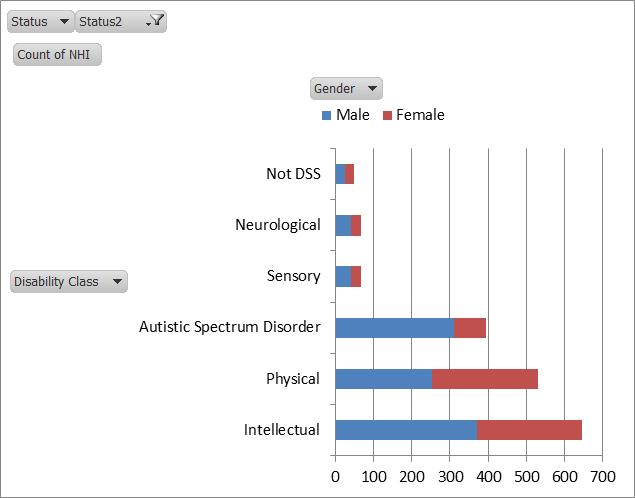 Status Status2
Count of NHI
Gender
Male Female
Not DSS
Neurological
Sensory
Disability Class
Autistic Spectrum Disorder
Physical
Intellectual
0 100 200 300 400 500 600 700